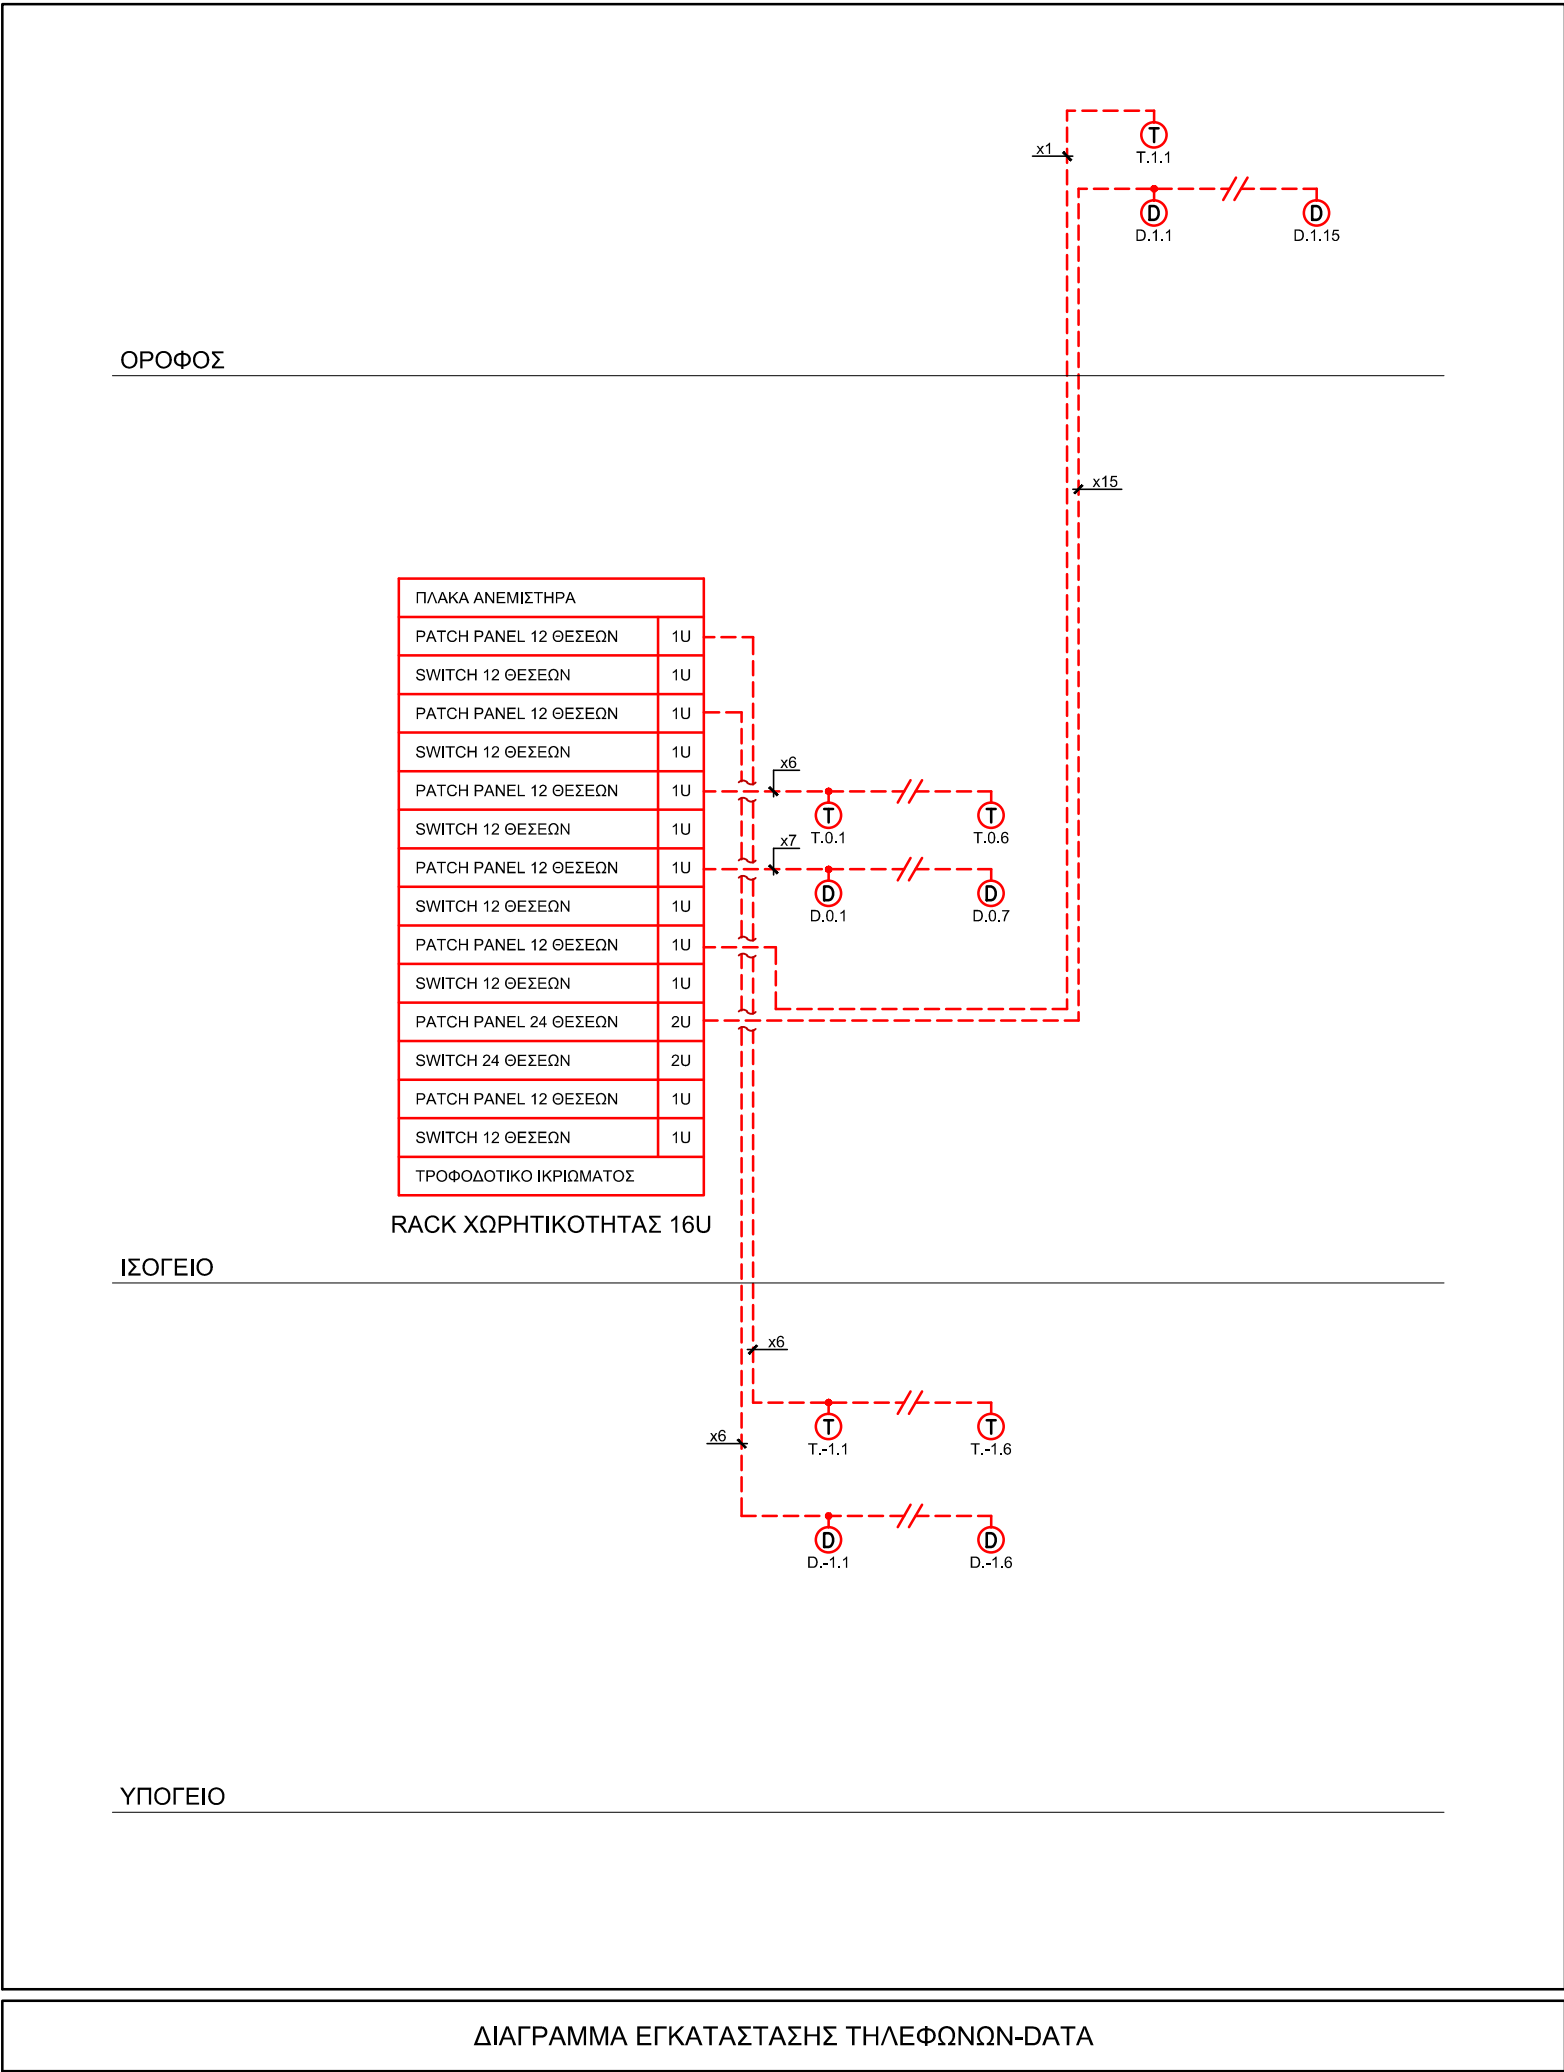 x1
T
T.1.1
D
D
D.1.1
D.1.15
ΟΡΟΦΟΣ
x15
ΠΛΑΚΑ ΑΝΕΜΙΣΤΗΡΑ
PATCH PANEL 12 ΘΕΣΕΩΝ 1U
SWITCH 12 ΘΕΣΕΩΝ 1U
PATCH PANEL 12 ΘΕΣΕΩΝ 1U
SWITCH 12 ΘΕΣΕΩΝ 1U
PATCH PANEL 12 ΘΕΣΕΩΝ 1U
SWITCH 12 ΘΕΣΕΩΝ 1U
PATCH PANEL 12 ΘΕΣΕΩΝ 1U
SWITCH 12 ΘΕΣΕΩΝ 1U
PATCH PANEL 12 ΘΕΣΕΩΝ 1U
SWITCH 12 ΘΕΣΕΩΝ 1U
PATCH PANEL 24 ΘΕΣΕΩΝ 2U
SWITCH 24 ΘΕΣΕΩΝ 2U
PATCH PANEL 12 ΘΕΣΕΩΝ 1U
SWITCH 12 ΘΕΣΕΩΝ 1U
ΤΡΟΦΟΔΟΤΙΚΟ ΙΚΡΙΩΜΑΤΟΣ
RACK ΧΩΡΗΤΙΚΟΤΗΤΑΣ 16U
x6
T
T
T.0.1
T.0.6
x7
D
D
D.0.1
D.0.7
ΙΣΟΓΕΙΟ
x6
T
T
T.-1.1
T.-1.6
x6
D
D
D.-1.1
D.-1.6
ΥΠΟΓΕΙΟ
ΔΙΑΓΡΑΜΜΑ ΕΓΚΑΤΑΣΤΑΣΗΣ ΤΗΛΕΦΩΝΩΝ-DATA